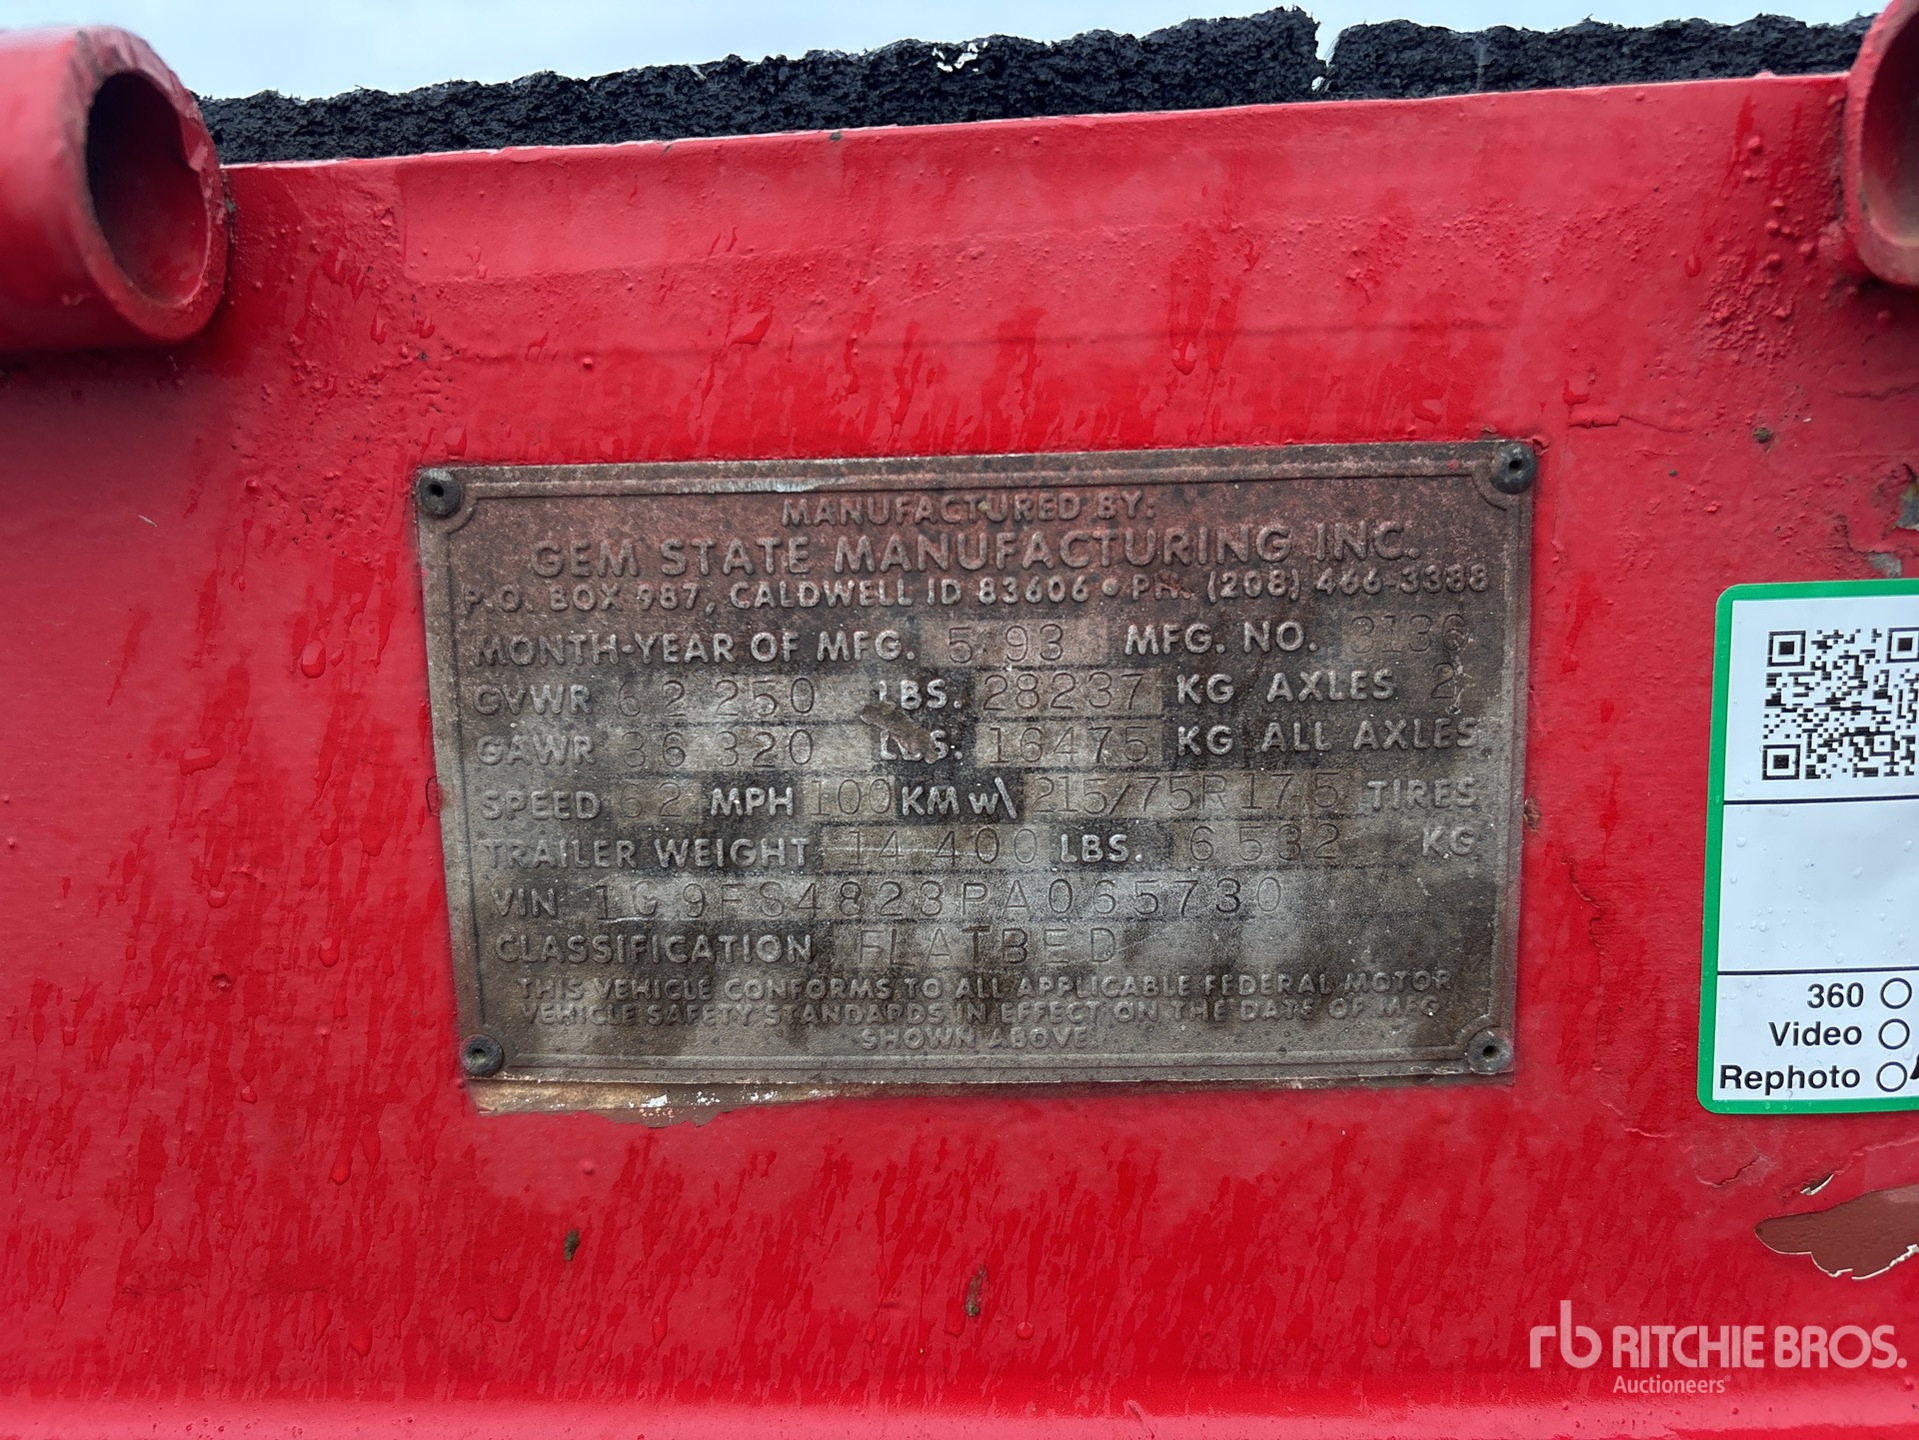 MANUFACTURED BY:
GEM STATE MANUFACTURING INC.
P.O. BOX 987, CALDWELL ID 83606 • PH. (208) 466-3388
MONTH-YEAR OF MFG. 5 93 MFG. NO. 3136
GVWR 62 250 LBS. 28237 KG AXLES 2
GAWR 36 320 LBS. 16475 KG ALL AXLES
SPEED 62 MPH 100 KM w\ 215/75R17 5 TIRES
TRAILER WEIGHT 14 400 LBS. 6 532 KG
VIN 1G9FS4823PA065730
CLASSIFICATION FLATBED
THIS VEHICLE CONFORMS TO ALL APPLICABLE FEDERAL MOTOR
VEHICLE SAFETY STANDARDS IN EFFECT ON THE DATE OF MFG
SHOWN ABOVE.
360
Video
Rephoto
rb RITCHIE BROS.
Auctioneers